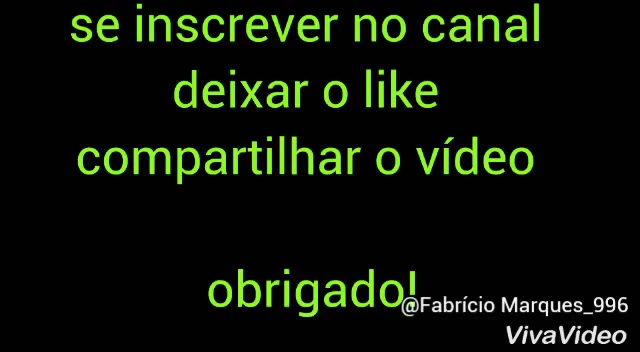 se inscrever no canal
deixar o like
compartilhar o vídeo
obrigado!
@Fabrício Marques_996
VivaVideo